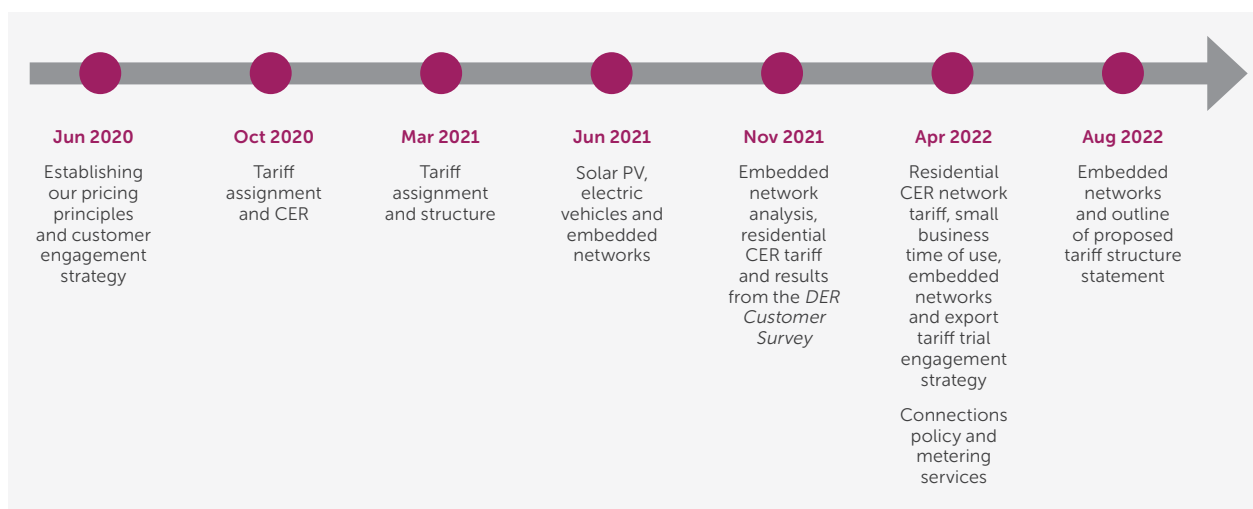 Jun 2020
Establishing
our pricing
principles
and customer
engagement
strategy
Oct 2020
Tariff
assignment
and CER
Mar 2021
Tariff
assignment
and structure
Jun 2021
Solar PV,
electric
vehicles and
embedded
networks
Nov 2021
Embedded
network
analysis,
residential
CER tariff
and results
from the DER
Customer
Survey
Apr 2022
Residential
CER network
tariff, small
business
time of use,
embedded
networks
and export
tariff trial
engagement
strategy
Connections
policy and
metering
services
Aug 2022
Embedded
networks
and outline
of proposed
tariff structure
statement